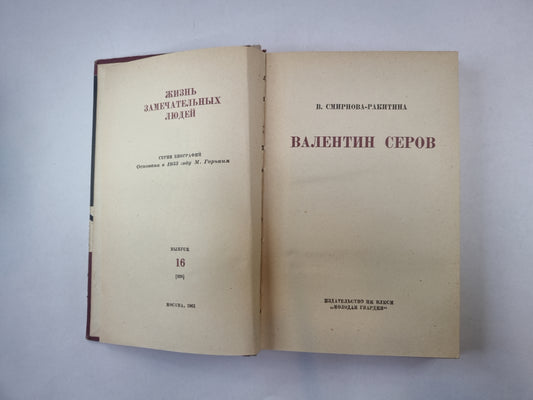 ЖИЗНЬ
ЗАМЕЧАТЕЛЬНЫХ
ЛЮДЕЙ
СЕРИЯ БИОГРАФИЙ
Основана в 1933 году М. Горьким
ВЫПУСК
16
МОСКВА, 1961
В. СМИРНОВА-РАКИТИНА
ВАЛЕНТИН СЕРОВ
ИЗДАТЕЛЬСТВО ЦК ВЛКСМ
„МОЛОДАЯ ГВАРДИЯ“